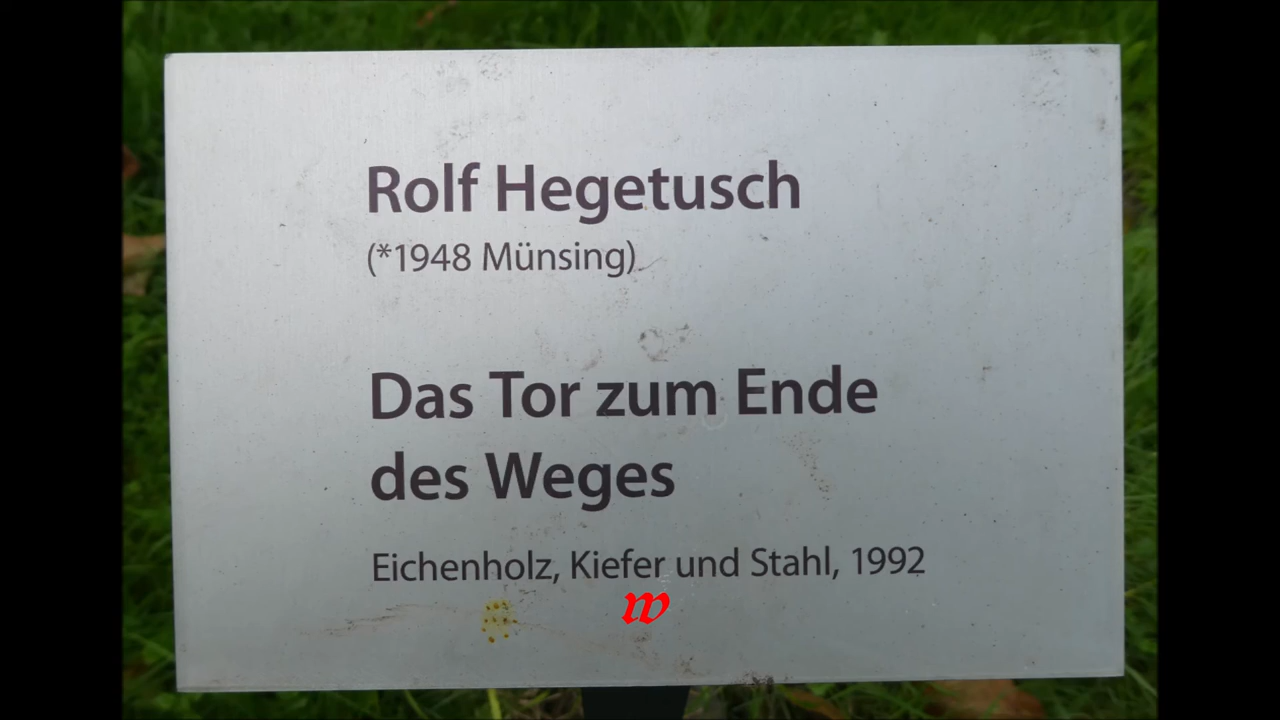 Rolf Hegetusch
(*1948 Münsing)
Das Tor zum Ende
des Weges
Eichenholz, Kiefer und Stahl, 1992
w